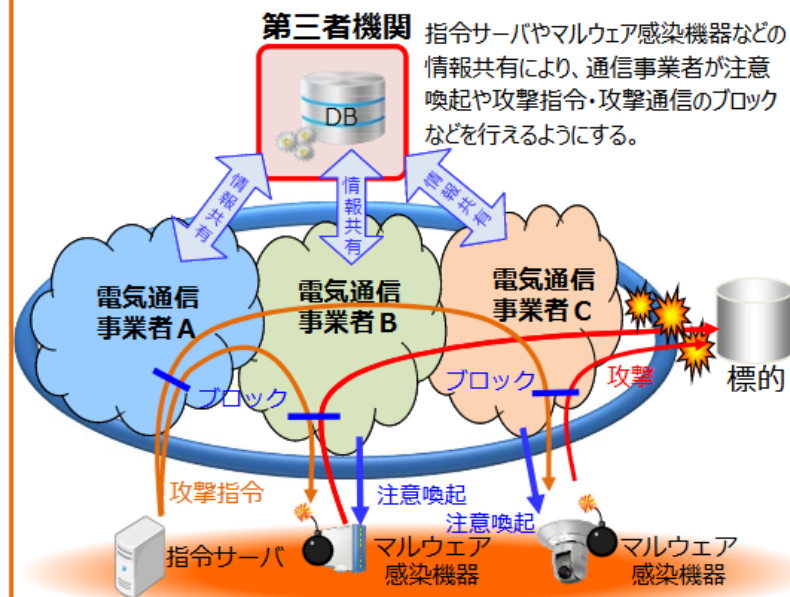 第三者機関
指令サーバやマルウェア感染機器などの
情報共有により、通信事業者が注意
喚起や攻撃指令・攻撃通信のブロック
などを行えるようにする。
DB
情報共有
情報共有
情報共有
電気通信
事業者A
電気通信
事業者B
電気通信
事業者C
ブロック
ブロック
攻撃
標的
攻撃指令
注意喚起
注意喚起
指令サーバ
マルウェア
感染機器
マルウェア
感染機器